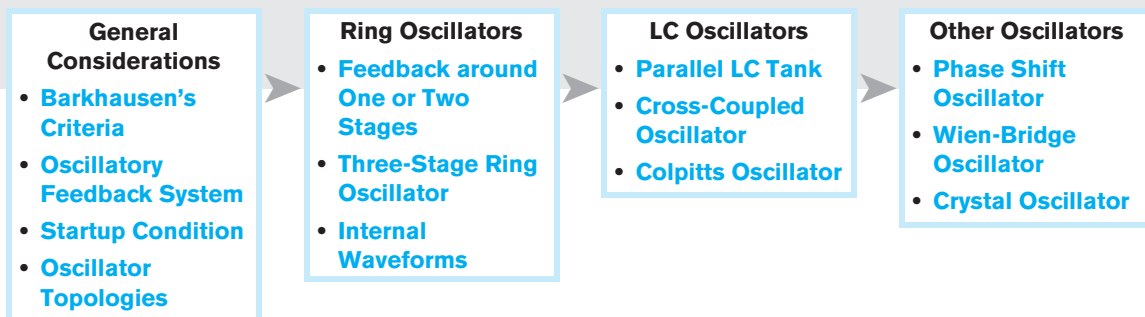 General
Considerations
• Barkhausen's
Criteria
• Oscillatory
Feedback System
• Startup Condition
• Oscillator
Topologies
Ring Oscillators
• Feedback around
One or Two
Stages
• Three-Stage Ring
Oscillator
• Internal
Waveforms
LC Oscillators
• Parallel LC Tank
• Cross-Coupled
Oscillator
• Colpitts Oscillator
Other Oscillators
• Phase Shift
Oscillator
• Wien-Bridge
Oscillator
• Crystal Oscillator